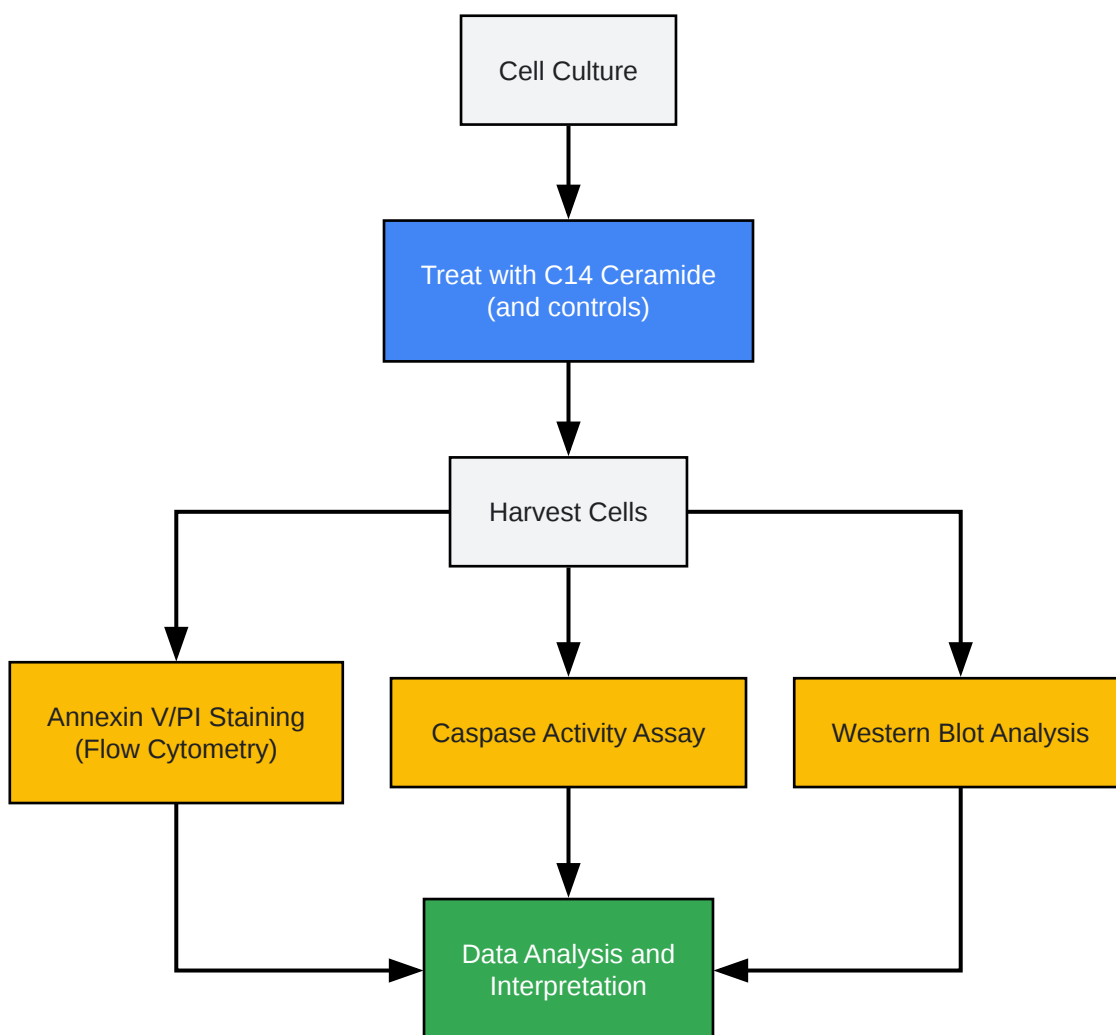 Cell Culture
Treat with C14 Ceramide
(and controls)
Harvest Cells
Annexin V/PI Staining
(Flow Cytometry)
Caspase Activity Assay
Western Blot Analysis
Data Analysis and
Interpretation